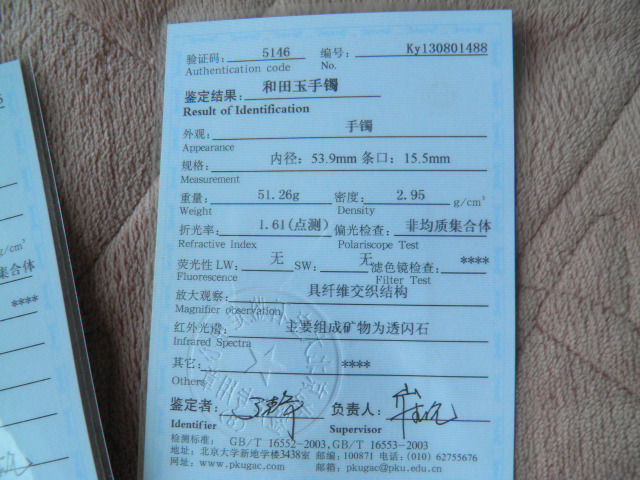 验证码: 5146 编号: Ky130801488
Authentication code No.
鉴定结果: 和田玉手镯
Result of Identification
外观: 手镯
Appearance
规格: 内径: 53.9mm 条口: 15.5mm
Measurement
重量: 51.26g 密度: 2.95 g/cm³
Weight Density
折光率: 1.61(点测) 偏光检查: 非均质集合体
Refractive Index Polariscope Test
荧光性 LW: 无 SW: 无 滤色镜检查: ****
Fluorescence Filter Test
放大观察: 具纤维交织结构
Magnifier observation
红外光谱: 主要组成矿物为透闪石
Infrared Spectra
其它: ****
Others
鉴定者: 负责人:
Identifier Supervisor
检测标准: GB/T 16552-2003, GB/T 16553-2003
地址: 北京大学新地学楼3438室 邮编: 100871 电话: (010) 62755676
网址: www.pkugac.com 邮箱: pkugac@pku.edu.cn
g/cm³
集合体
****